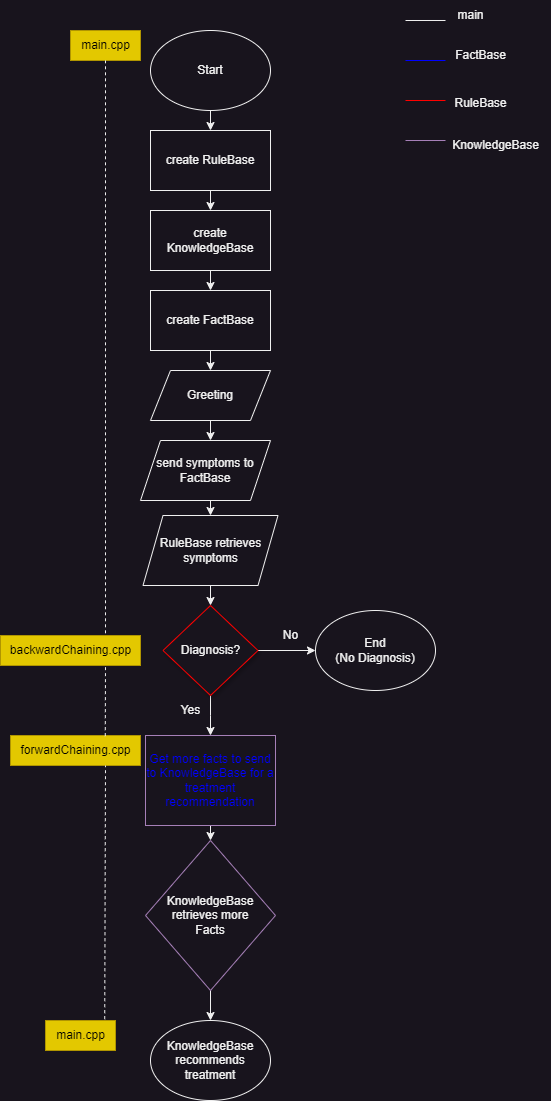 main
main.cpp
FactBase
Start
RuleBase
KnowledgeBase
create RuleBase
create
KnowledgeBase
create FactBase
Greeting
send symptoms to
FactBase
RuleBase retrieves
symptoms
No
End
(No Diagnosis)
backwardChaining.cpp
Diagnosis?
Yes
forwardChaining.cpp
Get more facts to send
to KnowledgeBase for a
treatment
recommendation
KnowledgeBase
retrieves more
Facts
main.cpp
KnowledgeBase
recommends
treatment